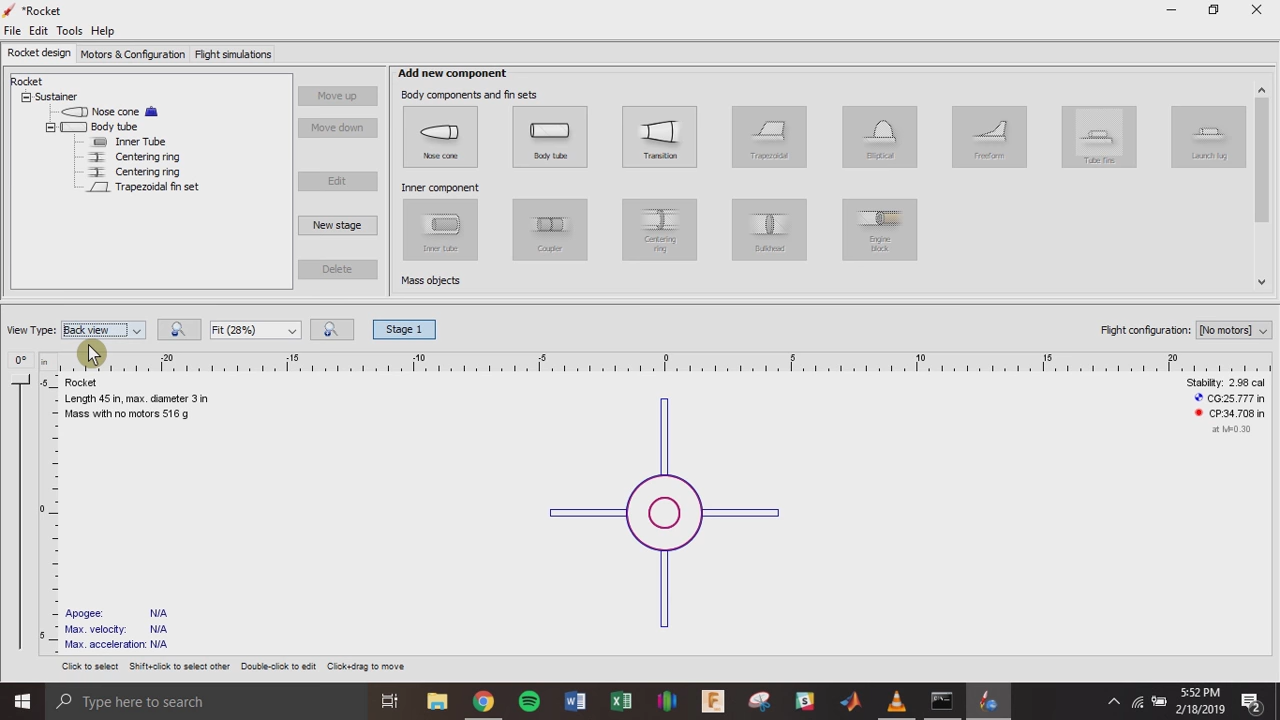 *Rocket
File Edit Tools Help
Rocket design Motors & Configuration Flight simulations
Rocket
Sustainer
Nose cone
Body tube
Inner Tube
Centering ring
Centering ring
Trapezoidal fin set
Move up
Move down
Edit
New stage
Delete
Add new component
Body components and fin sets
Nose cone Body tube Transition Trapezoidal Elliptical Freeform Tube fins Launch lug
Inner component
Inner tube Coupler Centering ring Bulkhead Engine block
Mass objects
View Type: Back view Fit (28%) Stage 1 Flight configuration: [No motors]
0° in -20 -15 -10 -5 0 5 10 15 20
-5
0
5
Rocket
Length 45 in, max. diameter 3 in
Mass with no motors 516 g
Stability: 2.98 cal
CG:25.777 in
CP:34.708 in
at M=0.30
Apogee: N/A
Max. velocity: N/A
Max. acceleration: N/A
Click to select Shift+click to select other Double-click to edit Click+drag to move
Type here to search
5:52 PM
2/18/2019
2